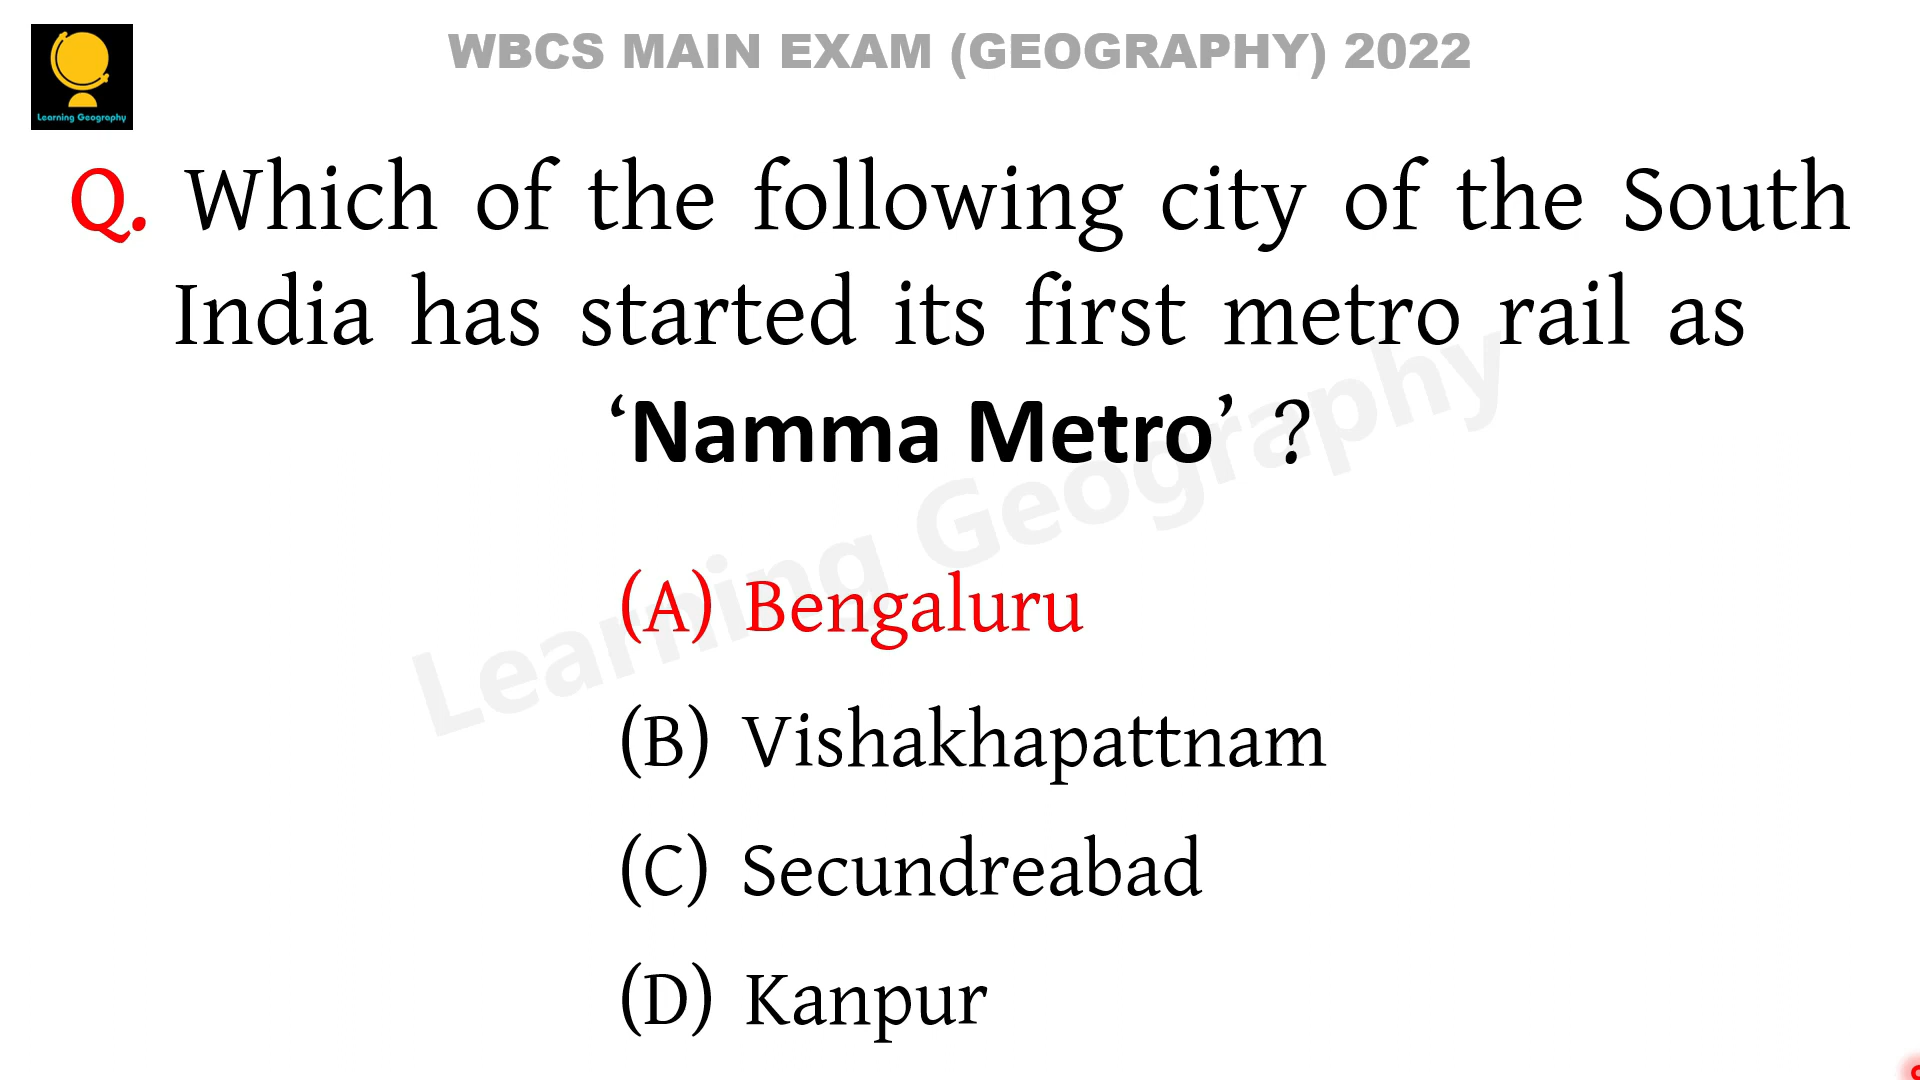 WBCS MAIN EXAM (GEOGRAPHY) 2022
Learning Geography
Q. Which of the following city of the South
India has started its first metro rail as
‘Namma Metro’ ?
Learning Geography
(A) Bengaluru
(B) Vishakhapattnam
(C) Secundreabad
(D) Kanpur